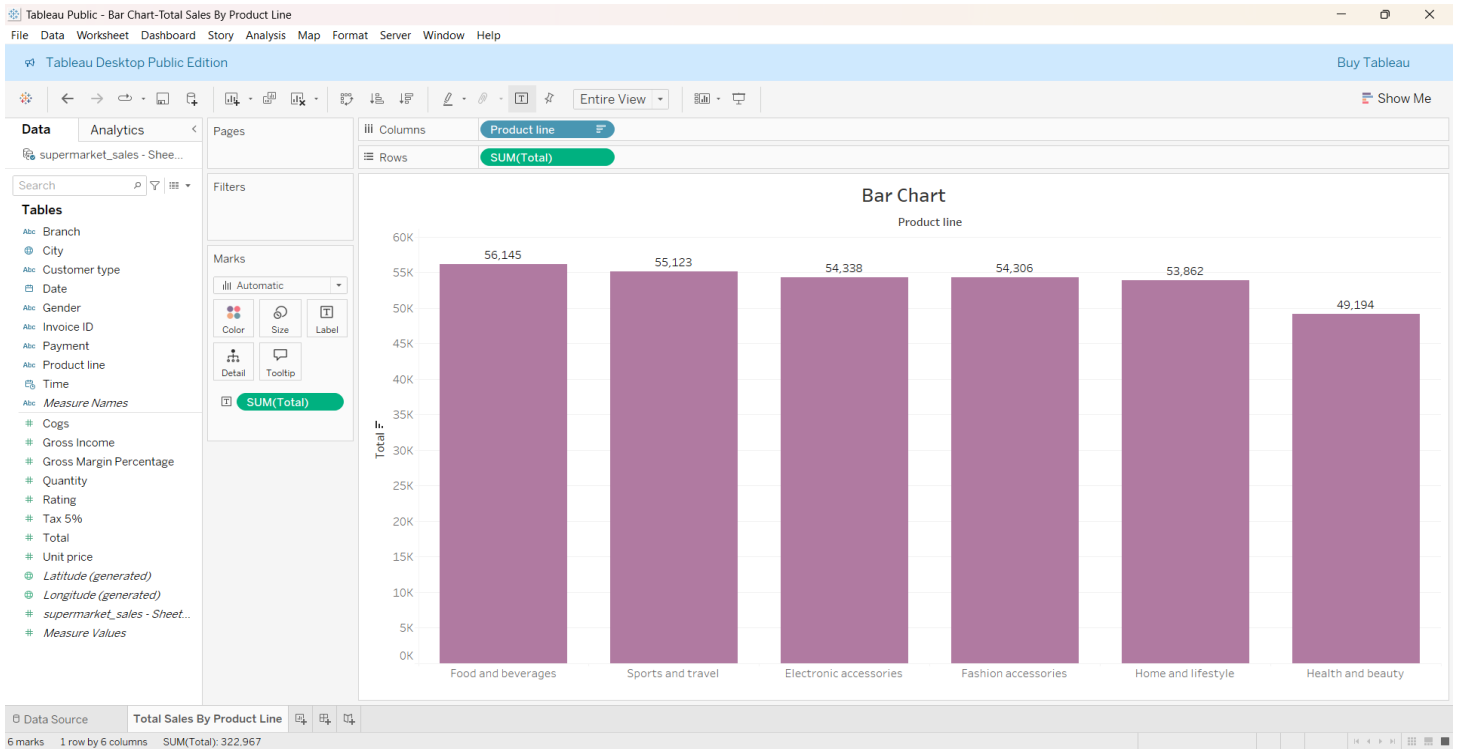 Tableau Public - Bar Chart-Total Sales By Product Line
File Data Worksheet Dashboard Story Analysis Map Format Server Window Help
Tableau Desktop Public Edition
Buy Tableau
Entire View
Show Me
Data
Analytics
supermarket_sales - Shee...
Search
Tables
Abc Branch
City
Abc Customer type
Date
Abc Gender
Abc Invoice ID
Abc Payment
Abc Product line
Time
Abc Measure Names
# Cogs
# Gross Income
# Gross Margin Percentage
# Quantity
# Rating
# Tax 5%
# Total
# Unit price
Latitude (generated)
Longitude (generated)
# supermarket_sales - Sheet...
# Measure Values
Pages
Filters
Marks
Automatic
Color
Size
T
Label
Detail
Tooltip
T SUM(Total)
iii Columns
Product line
Rows
SUM(Total)
Bar Chart
Product line
Total
60K
55K
50K
45K
40K
35K
30K
25K
20K
15K
10K
5K
0K
56,145
55,123
54,338
54,306
53,862
49,194
Food and beverages
Sports and travel
Electronic accessories
Fashion accessories
Home and lifestyle
Health and beauty
Data Source
Total Sales By Product Line
6 marks 1 row by 6 columns SUM(Total): 322,967